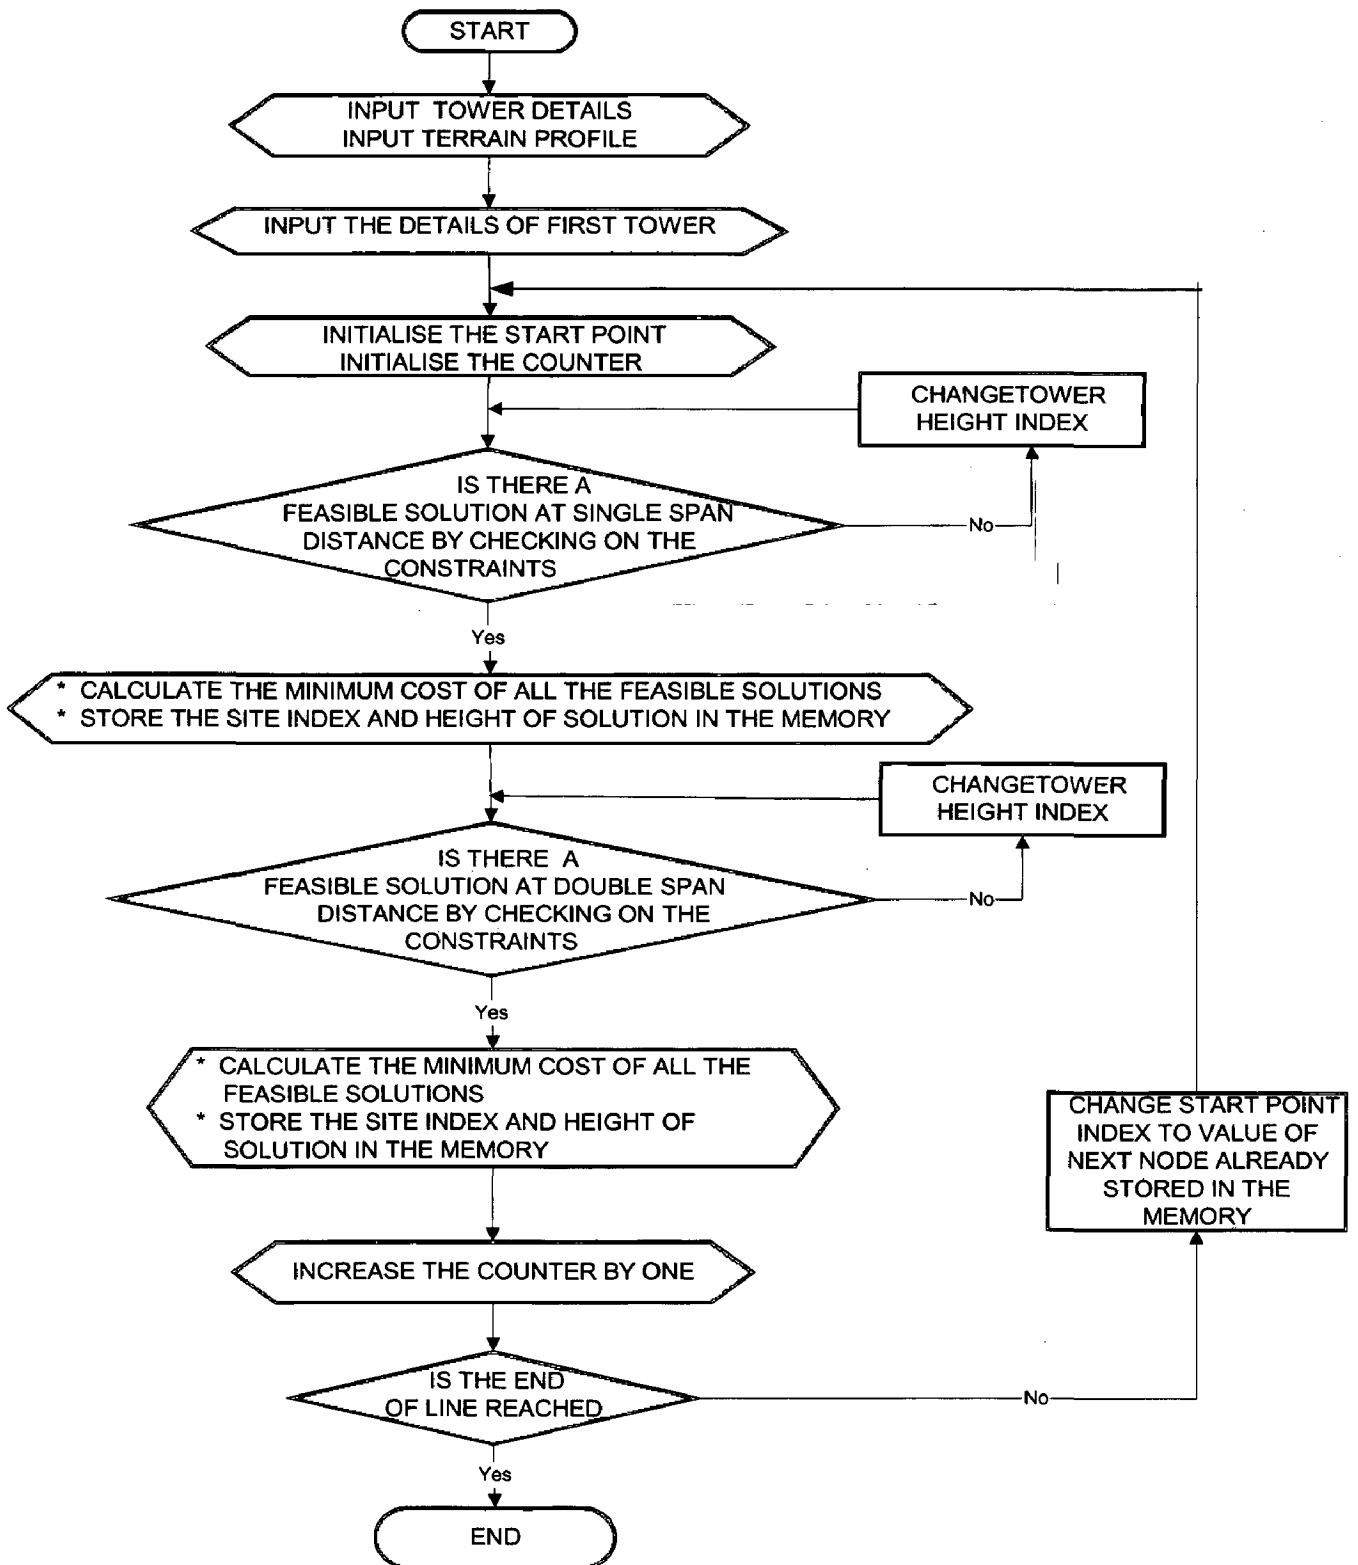 START
INPUT TOWER DETAILS
INPUT TERRAIN PROFILE
INPUT THE DETAILS OF FIRST TOWER
INITIALISE THE START POINT
INITIALISE THE COUNTER
CHANGETOWER
HEIGHT INDEX
IS THERE A
FEASIBLE SOLUTION AT SINGLE SPAN
DISTANCE BY CHECKING ON THE
CONSTRAINTS
No
Yes
* CALCULATE THE MINIMUM COST OF ALL THE FEASIBLE SOLUTIONS
* STORE THE SITE INDEX AND HEIGHT OF SOLUTION IN THE MEMORY
CHANGETOWER
HEIGHT INDEX
IS THERE A
FEASIBLE SOLUTION AT DOUBLE SPAN
DISTANCE BY CHECKING ON THE
CONSTRAINTS
No
Yes
* CALCULATE THE MINIMUM COST OF ALL THE
FEASIBLE SOLUTIONS
* STORE THE SITE INDEX AND HEIGHT OF
SOLUTION IN THE MEMORY
CHANGE START POINT
INDEX TO VALUE OF
NEXT NODE ALREADY
STORED IN THE
MEMORY
INCREASE THE COUNTER BY ONE
IS THE END
OF LINE REACHED
No
Yes
END